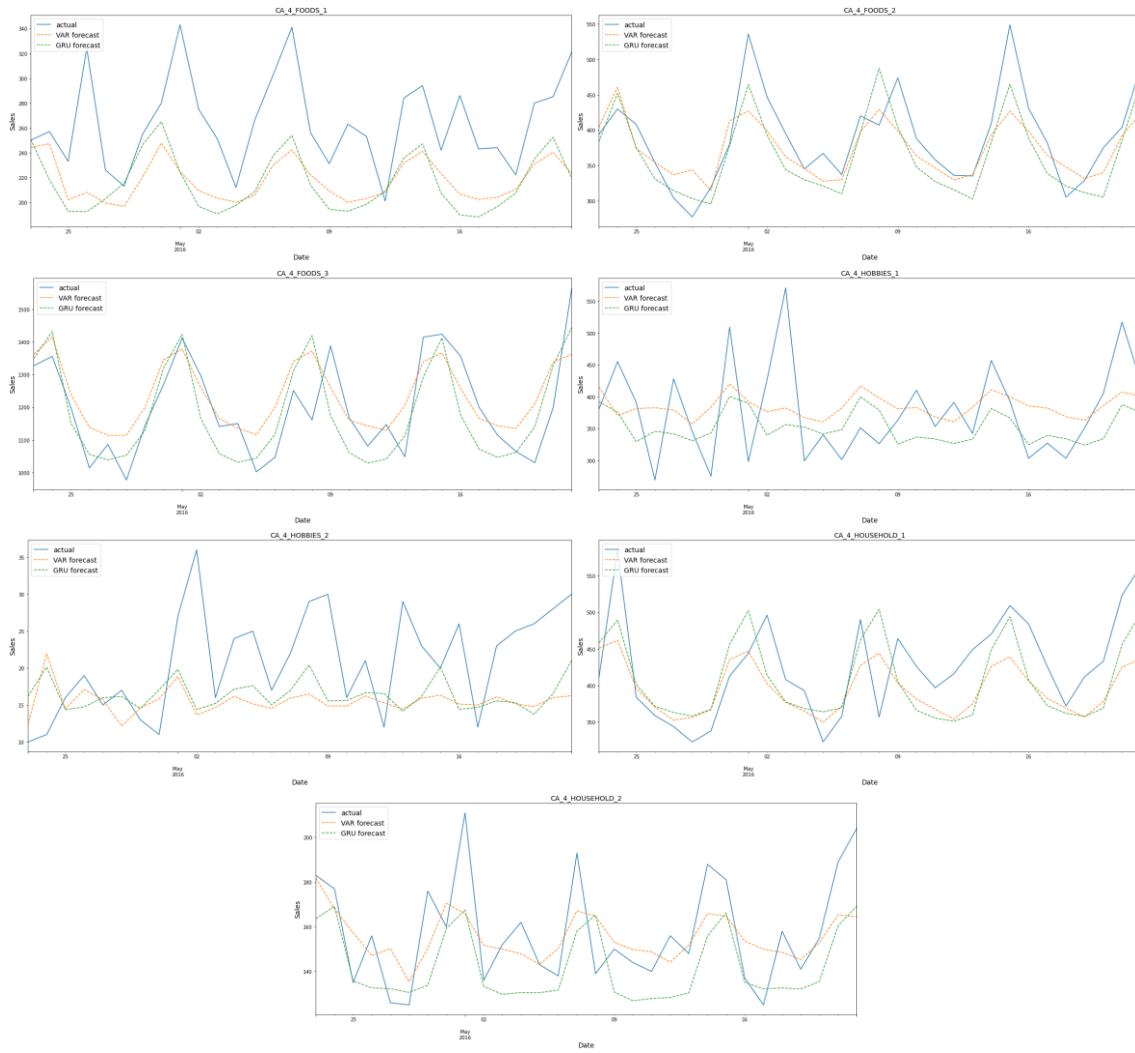 CA_4_FOODS_1
actual
VAR forecast
GRU forecast
340
320
300
280
260
240
220
200
Sales
25
May
2016
02
09
16
Date
CA_4_FOODS_2
actual
VAR forecast
GRU forecast
550
500
450
400
350
300
Sales
25
May
2016
02
09
16
Date
CA_4_FOODS_3
actual
VAR forecast
GRU forecast
1500
1400
1300
1200
1100
1000
Sales
25
May
2016
02
09
16
Date
CA_4_HOBBIES_1
actual
VAR forecast
GRU forecast
550
500
450
400
350
300
Sales
25
May
2016
02
09
16
Date
CA_4_HOBBIES_2
actual
VAR forecast
GRU forecast
35
30
25
20
15
10
Sales
25
May
2016
02
09
16
Date
CA_4_HOUSEHOLD_1
actual
VAR forecast
GRU forecast
550
500
450
400
350
Sales
25
May
2016
02
09
16
Date
CA_4_HOUSEHOLD_2
actual
VAR forecast
GRU forecast
200
180
160
140
Sales
25
May
2016
02
09
16
Date